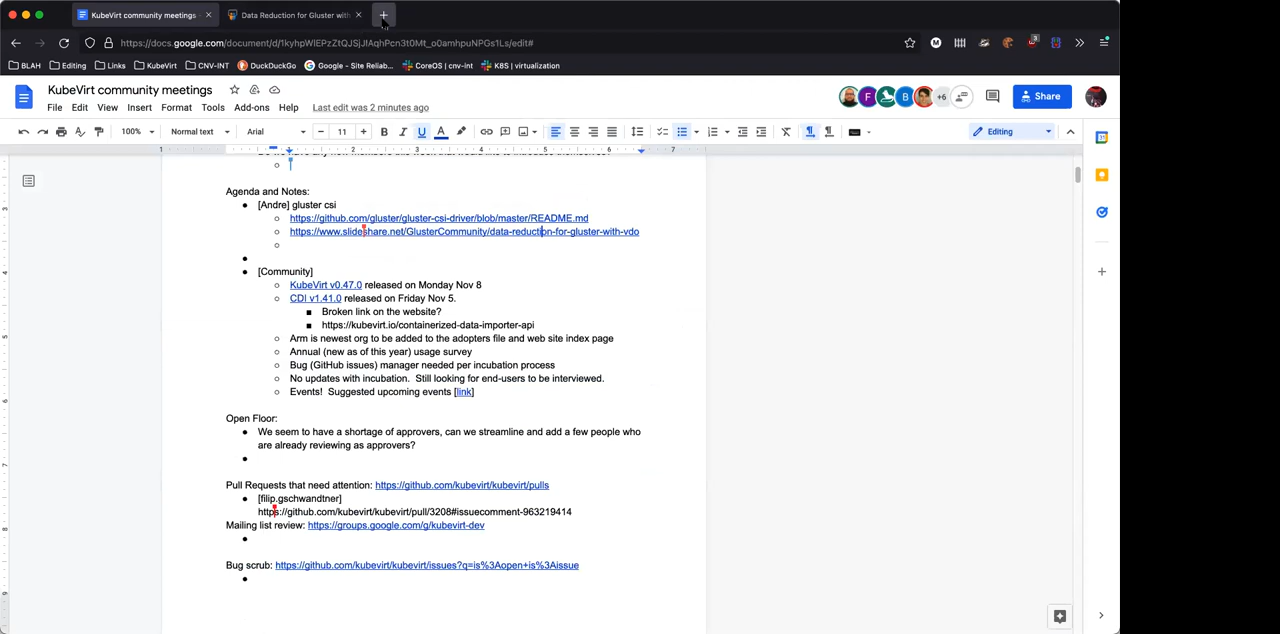 KubeVirt community meetings
Data Reduction for Gluster with
https://docs.google.com/document/d/1kyhpWIEPzZtQJSjJIAqhPcn3t0Mt_o0amhpuNPGs1Ls/edit#
BLAH Editing Links KubeVirt CNV-INT DuckDuckGo Google - Site Reliab... CoreOS | cnv-int K8S | virtualization
KubeVirt community meetings
File Edit View Insert Format Tools Add-ons Help Last edit was 2 minutes ago
F B +6 Share
100% Normal text Arial 11 B I U A Editing
1 1 2 3 4 5 6 7
Agenda and Notes:
[Andre] gluster csi
https://github.com/gluster/gluster-csi-driver/blob/master/README.md
https://www.slideshare.net/GlusterCommunity/data-reduction-for-gluster-with-vdo
[Community]
KubeVirt v0.47.0 released on Monday Nov 8
CDI v1.41.0 released on Friday Nov 5.
Broken link on the website?
https://kubevirt.io/containerized-data-importer-api
Arm is newest org to be added to the adopters file and web site index page
Annual (new as of this year) usage survey
Bug (GitHub issues) manager needed per incubation process
No updates with incubation. Still looking for end-users to be interviewed.
Events! Suggested upcoming events [link]
Open Floor:
We seem to have a shortage of approvers, can we streamline and add a few people who
are already reviewing as approvers?
Pull Requests that need attention: https://github.com/kubevirt/kubevirt/pulls
[filip.gschwandtner]
https://github.com/kubevirt/kubevirt/pull/3208#issuecomment-963219414
Mailing list review: https://groups.google.com/g/kubevirt-dev
Bug scrub: https://github.com/kubevirt/kubevirt/issues?q=is%3Aopen+is%3Aissue